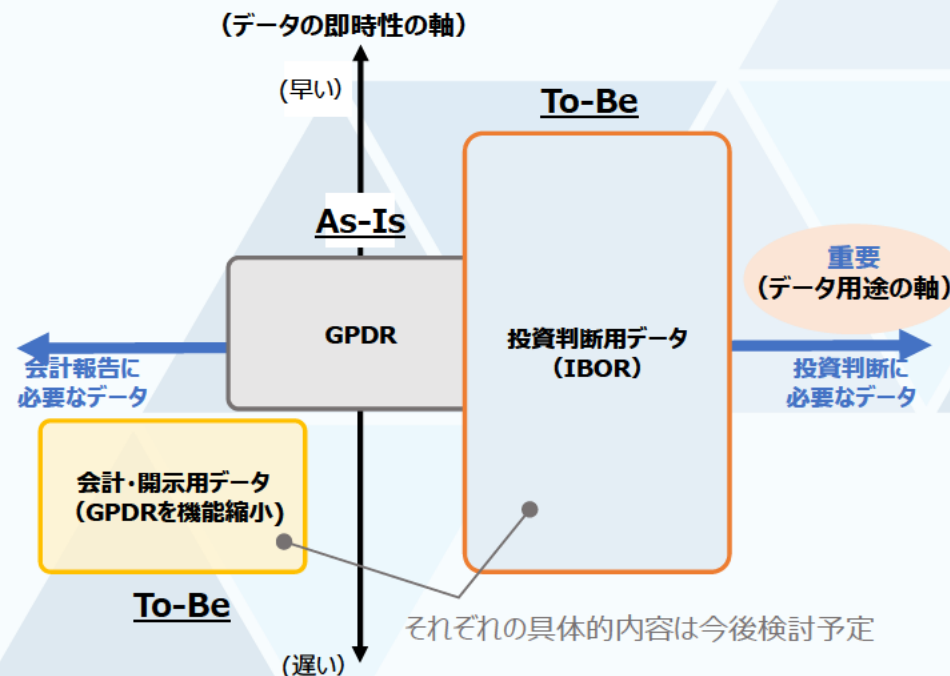 （データの即時性の軸）
(早い)
To-Be
As-Is
重要
（データ用途の軸）
GPDR
投資判断用データ
（IBOR）
会計報告に
必要なデータ
投資判断に
必要なデータ
会計・開示用データ
（GPDRを機能縮小)
To-Be
それぞれの具体的内容は今後検討予定
(遅い)